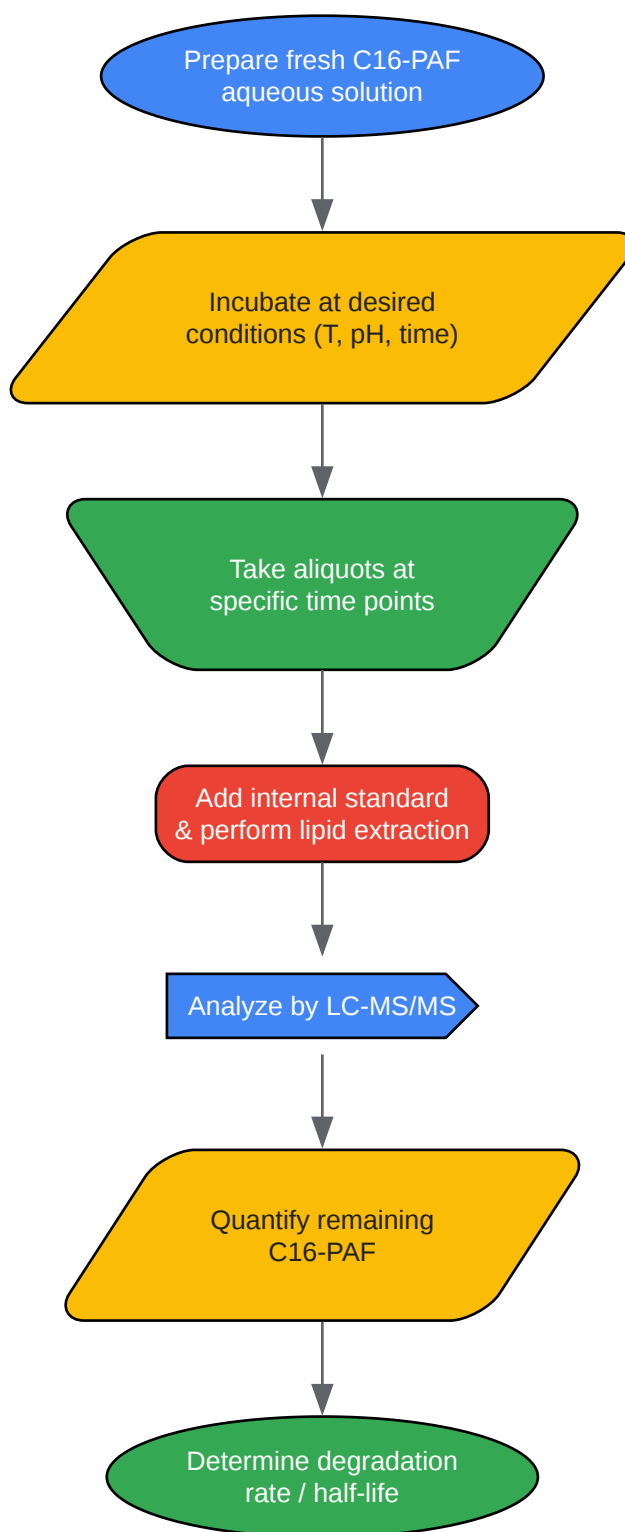 Prepare fresh C16-PAF
aqueous solution
Incubate at desired
conditions (T, pH, time)
Take aliquots at
specific time points
Add internal standard
& perform lipid extraction
Analyze by LC-MS/MS
Quantify remaining
C16-PAF
Determine degradation
rate / half-life